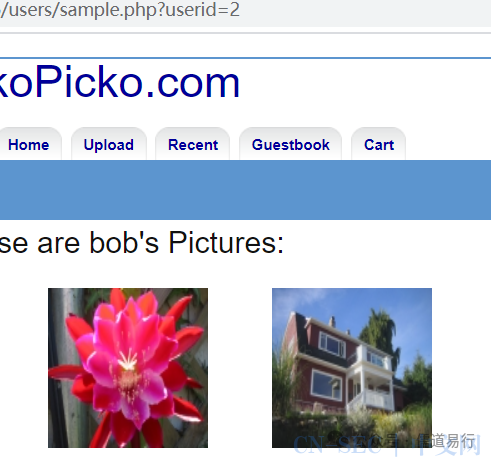 /users/sample.php?userid=2
koPicko.com
Home Upload Recent Guestbook Cart
se are bob's Pictures:
道易行
CN-SEC 中文网